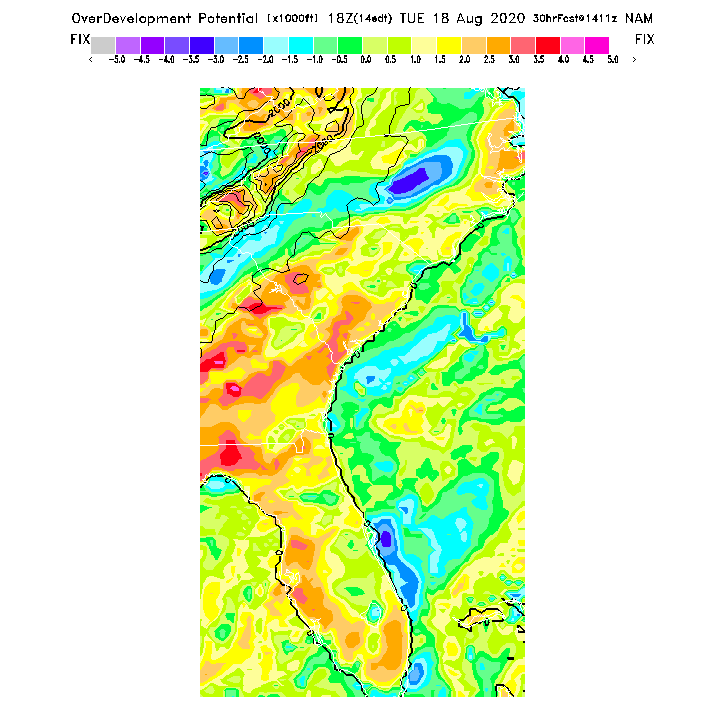 OverDevelopment Potential [x1000ft] 18Z(14edt) TUE 18 Aug 2020 30hrFcst@1411z NAM
FIX FIX
< -5.0 -4.5 -4.0 -3.5 -3.0 -2.5 -2.0 -1.5 -1.0 -0.5 0.0 0.5 1.0 1.5 2.0 2.5 3.0 3.5 4.0 4.5 5.0 >
2000